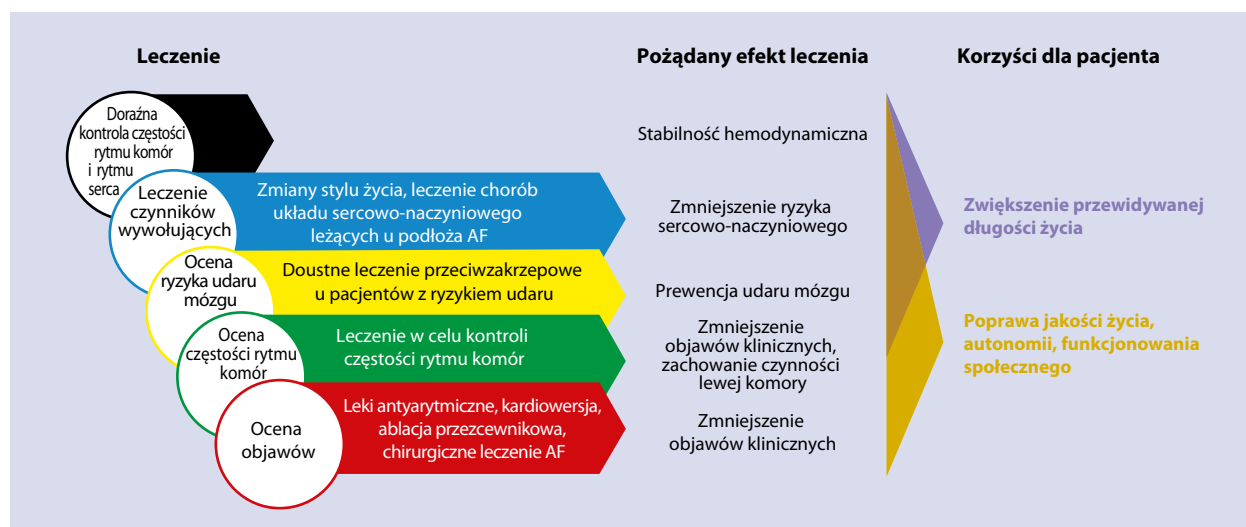 Leczenie
Pożądany efekt leczenia
Korzyści dla pacjenta
Doraźna
kontrola częstości
rytmu komór
i rytmu
serca
Stabilność hemodynamiczna
Leczenie
czynników
wywołujących
Zmiany stylu życia, leczenie chorób
układu sercowo-naczyniowego
leżących u podłoża AF
Zmniejszenie ryzyka
sercowo-naczyniowego
Ocena
ryzyka udaru
mózgu
Doustne leczenie przeciwzakrzepowe
u pacjentów z ryzykiem udaru
Prewencja udaru mózgu
Ocena
częstości rytmu
komór
Leczenie w celu kontroli
częstości rytmu komór
Zmniejszenie
objawów klinicznych,
zachowanie czynności
lewej komory
Ocena
objawów
Leki antyarytmiczne, kardiowersja,
ablacja przezcewnikowa,
chirurgiczne leczenie AF
Zmniejszenie
objawów klinicznych
Zwiększenie przewidywanej
długości życia
Poprawa jakości życia,
autonomii, funkcjonowania
społecznego